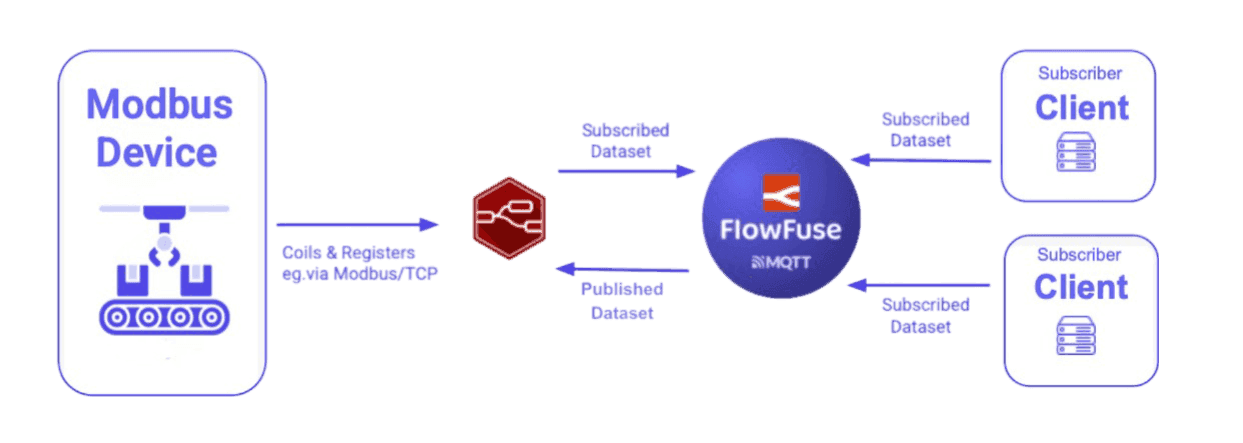 Modbus
Device
Coils & Registers
eg.via Modbus/TCP
Subscribed
Dataset
Published
Dataset
FlowFuse
MQTT
Subscribed
Dataset
Subscribed
Dataset
Subscriber
Client
Subscriber
Client